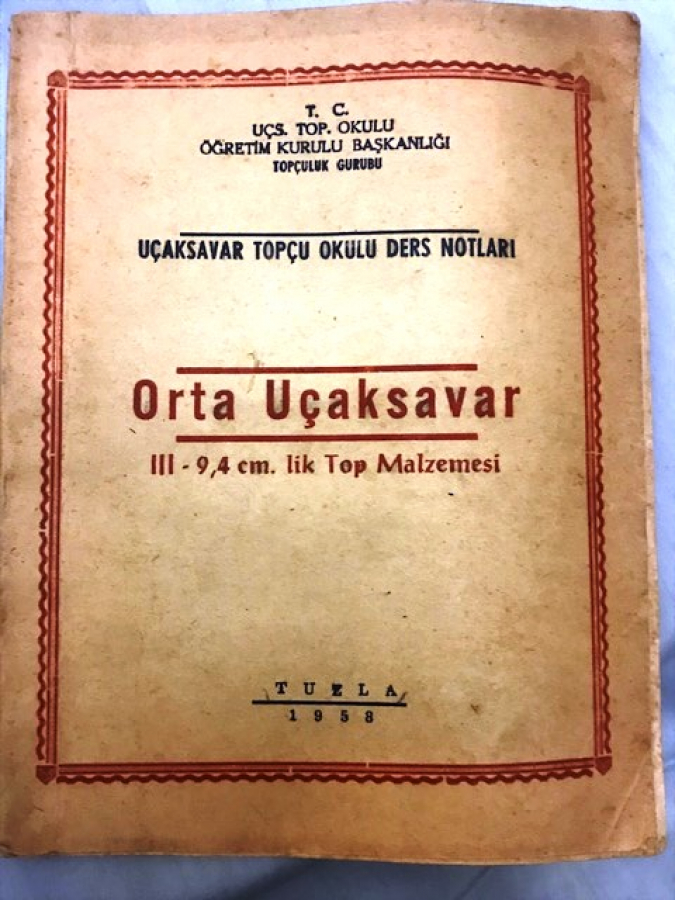 T. C.
UÇS. TOP. OKULU
ÖĞRETİM KURULU BAŞKANLIĞI
TOPÇULUK GURUBU
UÇAKSAVAR TOPÇU OKULU DERS NOTLARI
Orta Uçaksavar
III - 9,4 cm. lik Top Malzemesi
TUZLA
1958